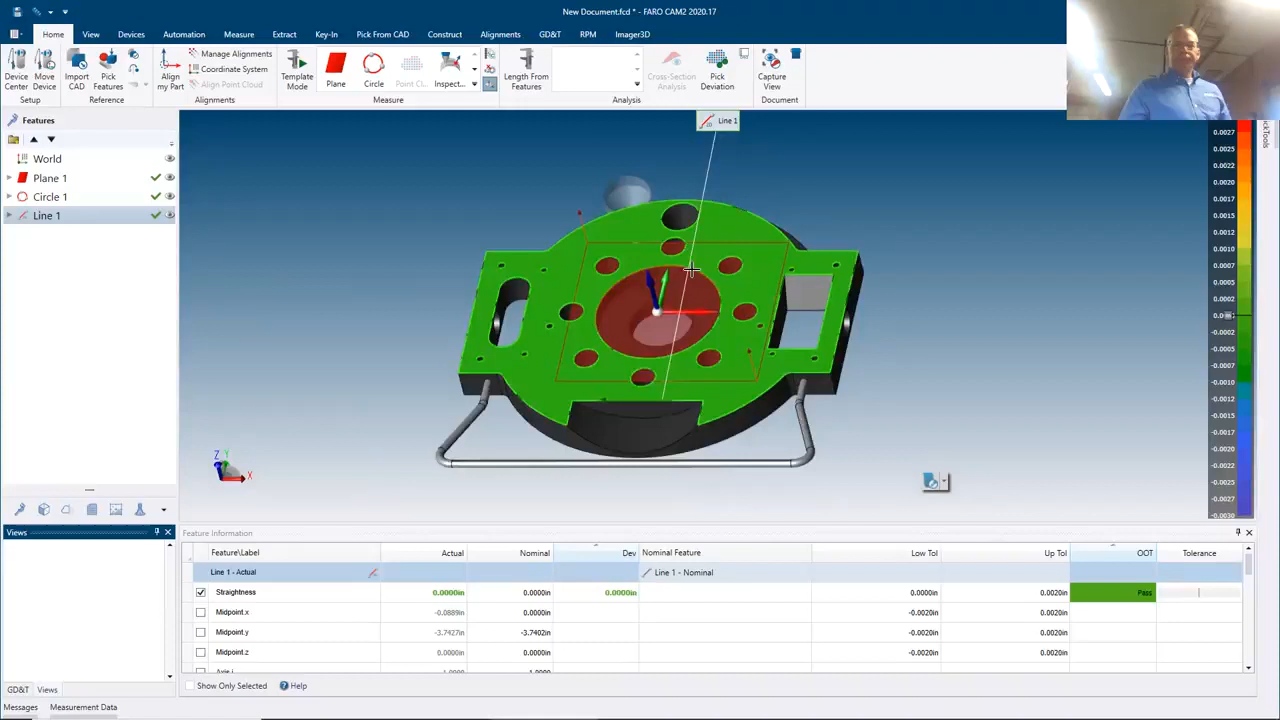 New Document.fcd * - FARO CAM2 2020.17
Home View Devices Automation Measure Extract Pick From CAD Construct Alignments GD&T RPM Imager3D
Device Center
Move Device
Setup
Import CAD
Pick Features
Reference
Align my Part
Manage Alignments
Coordinate System
Align Point Cloud
Alignments
Template Mode
Plane
Circle
Point Cl...
Inspect...
Measure
Length From Features
Cross-Section Analysis
Pick Deviation
Analysis
Capture View
Document
Features
World
Plane 1
Circle 1
Line 1
Line 1
Z Y X
0.0027
0.0025
0.0022
0.0020
0.0017
0.0015
0.0012
0.0010
0.0007
0.0005
0.0002
-0.0002
-0.0005
-0.0007
-0.0010
-0.0012
-0.0015
-0.0017
-0.0020
-0.0022
-0.0025
-0.0027
-0.0030
Views
GD&T Views
Messages Measurement Data
Feature Information
Feature\Label Actual Nominal Dev Nominal Feature Low Tol Up Tol OOT Tolerance
Line 1 - Actual Line 1 - Nominal
Straightness 0.0000in 0.0000in 0.0000in 0.0000in 0.0020in Pass
Midpoint.x -0.0889in 0.0000in -0.0020in 0.0020in
Midpoint.y -3.7427in -3.7402in -0.0020in 0.0020in
Midpoint.z 0.0000in 0.0000in -0.0020in 0.0020in
Show Only Selected Help